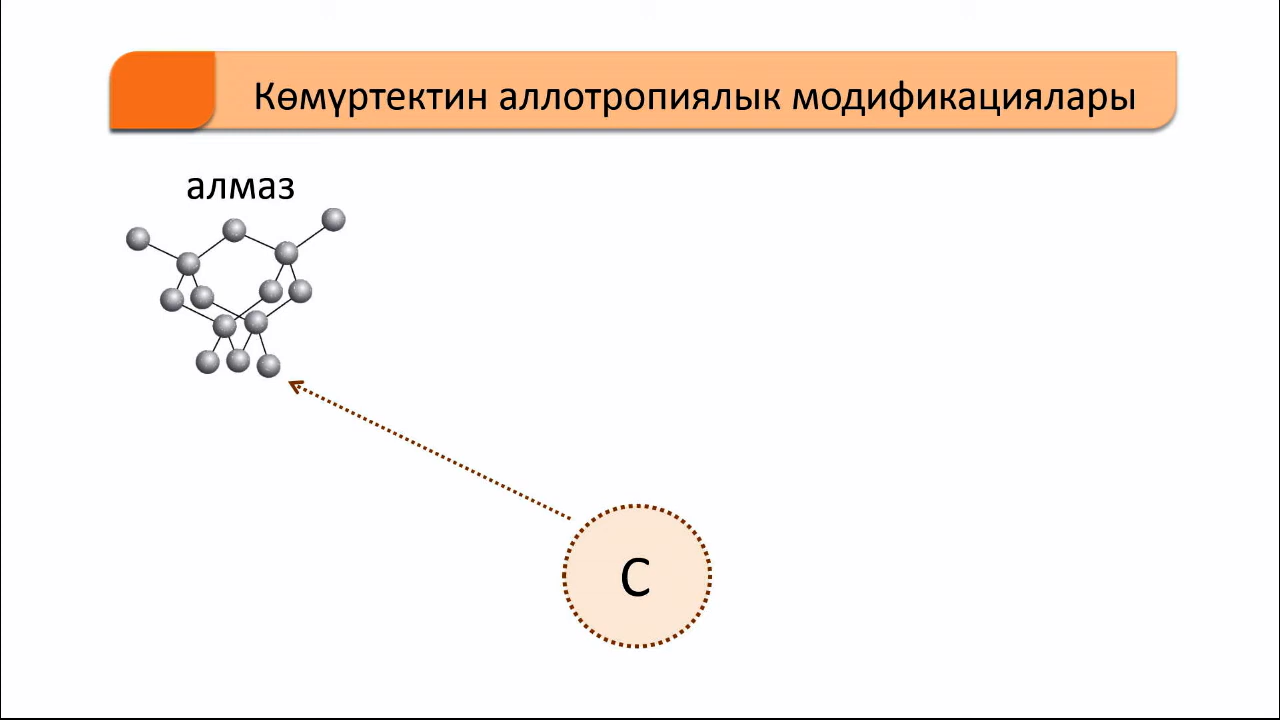 Көмүртектин аллотропиялык модификациялары
алмаз
С